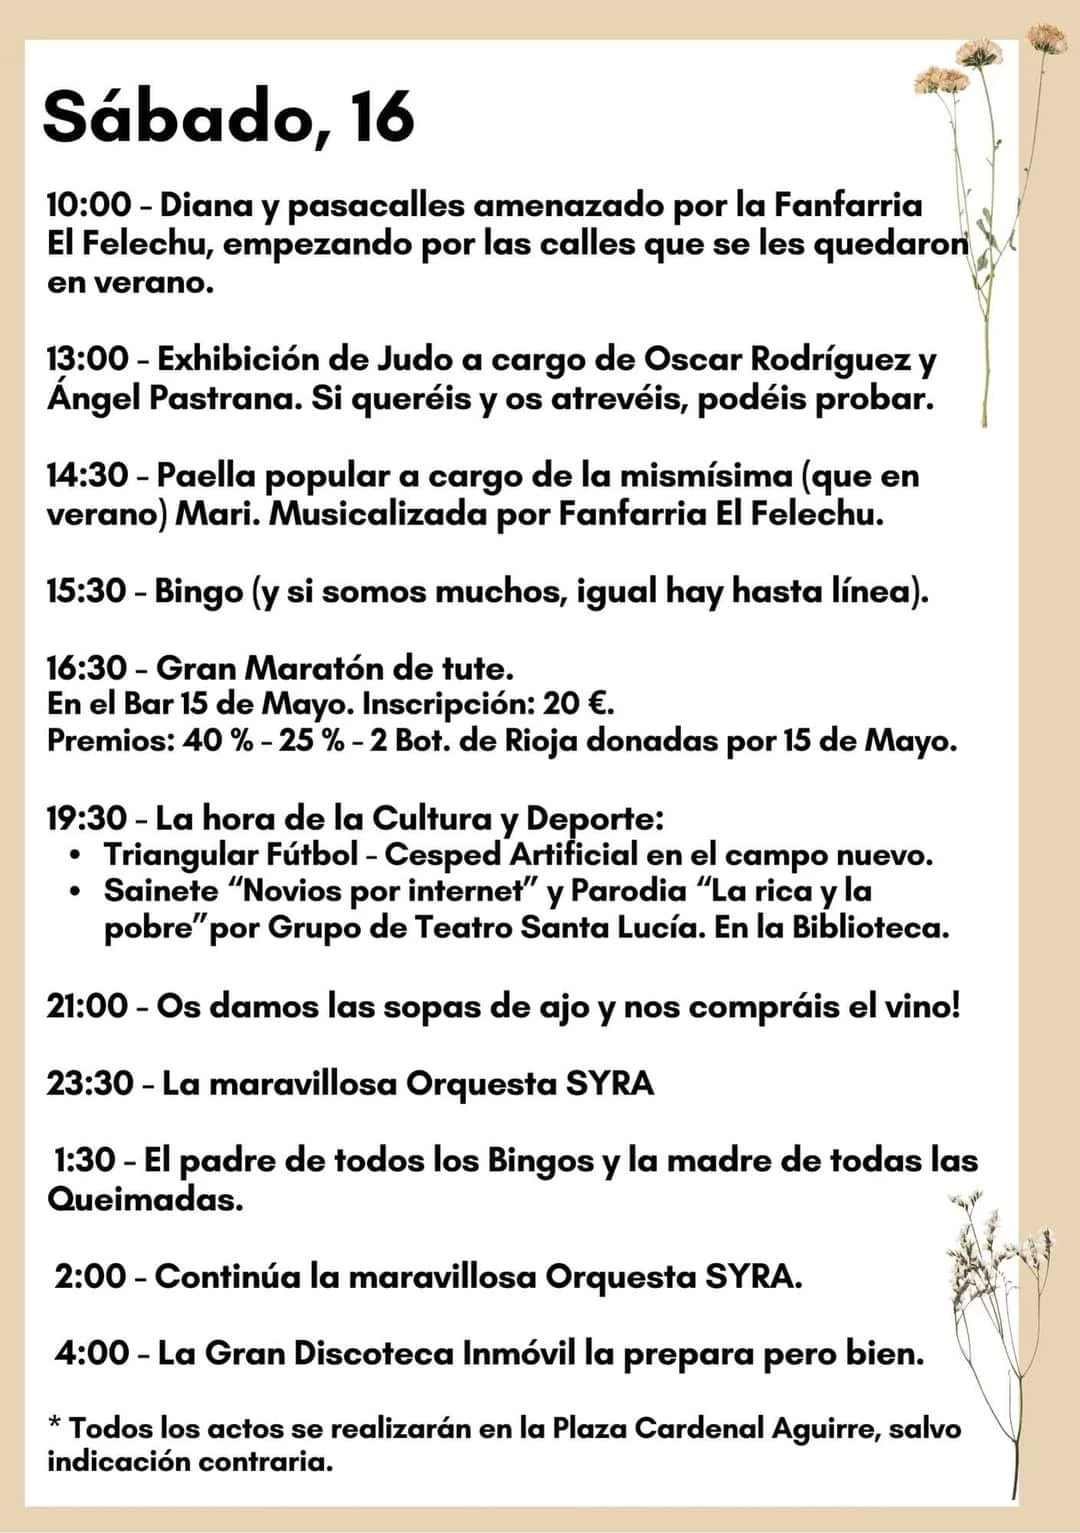 Sábado, 16
10:00 - Diana y pasacalles amenazado por la Fanfarria
El Felechu, empezando por las calles que se les quedaron
en verano.
13:00 - Exhibición de Judo a cargo de Oscar Rodríguez y
Ángel Pastrana. Si queréis y os atrevéis, podéis probar.
14:30 - Paella popular a cargo de la mismísima (que en
verano) Mari. Musicalizada por Fanfarria El Felechu.
15:30 - Bingo (y si somos muchos, igual hay hasta línea).
16:30 - Gran Maratón de tute.
En el Bar 15 de Mayo. Inscripción: 20 €.
Premios: 40 % - 25 % - 2 Bot. de Rioja donadas por 15 de Mayo.
19:30 - La hora de la Cultura y Deporte:
• Triangular Fútbol - Cesped Artificial en el campo nuevo.
• Sainete “Novios por internet” y Parodia “La rica y la
pobre”por Grupo de Teatro Santa Lucía. En la Biblioteca.
21:00 - Os damos las sopas de ajo y nos compráis el vino!
23:30 - La maravillosa Orquesta SYRA
1:30 - El padre de todos los Bingos y la madre de todas las
Queimadas.
2:00 - Continúa la maravillosa Orquesta SYRA.
4:00 - La Gran Discoteca Inmóvil la prepara pero bien.
* Todos los actos se realizarán en la Plaza Cardenal Aguirre, salvo
indicación contraria.